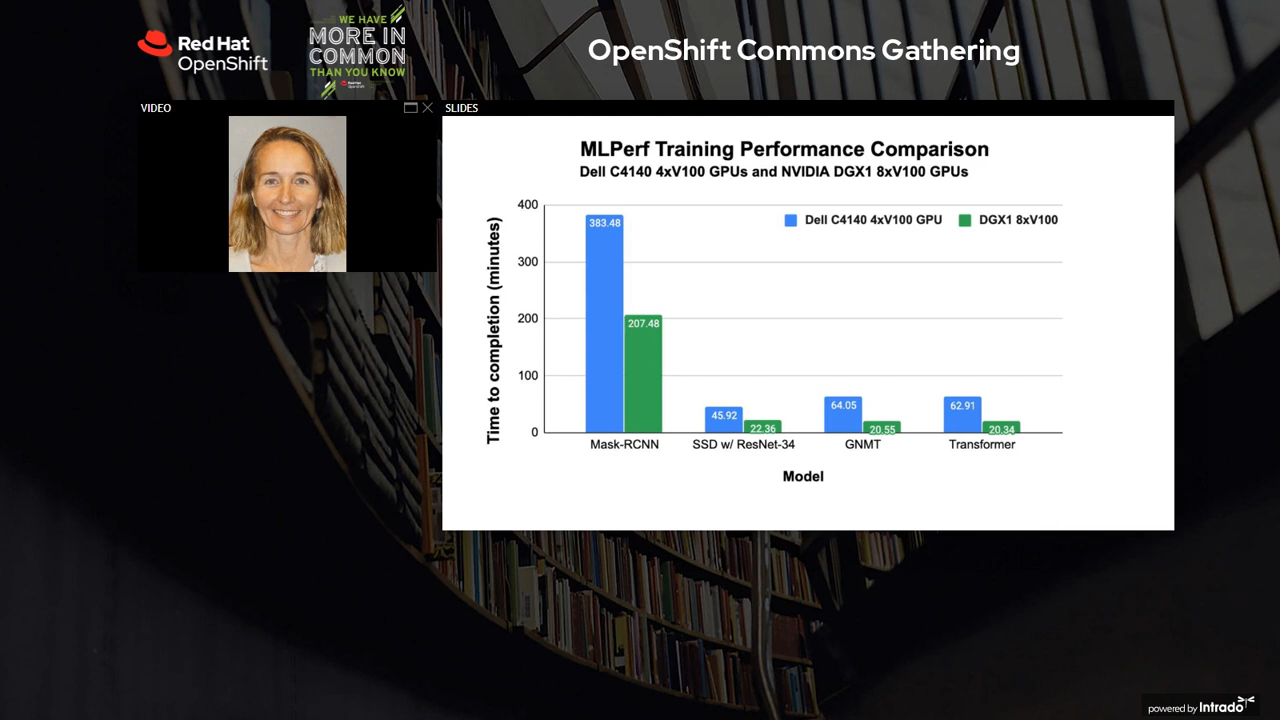 Red Hat
OpenShift
WE HAVE
MORE IN
COMMON
THAN YOU KNOW
Red Hat
OpenShift
OpenShift Commons Gathering
VIDEO
SLIDES
MLPerf Training Performance Comparison
Dell C4140 4xV100 GPUs and NVIDIA DGX1 8xV100 GPUs
Dell C4140 4xV100 GPU
DGX1 8xV100
Time to completion (minutes)
400
300
200
100
0
383.48
207.48
45.92
22.36
64.05
20.55
62.91
20.34
Mask-RCNN
SSD w/ ResNet-34
GNMT
Transformer
Model
powered by Intrado